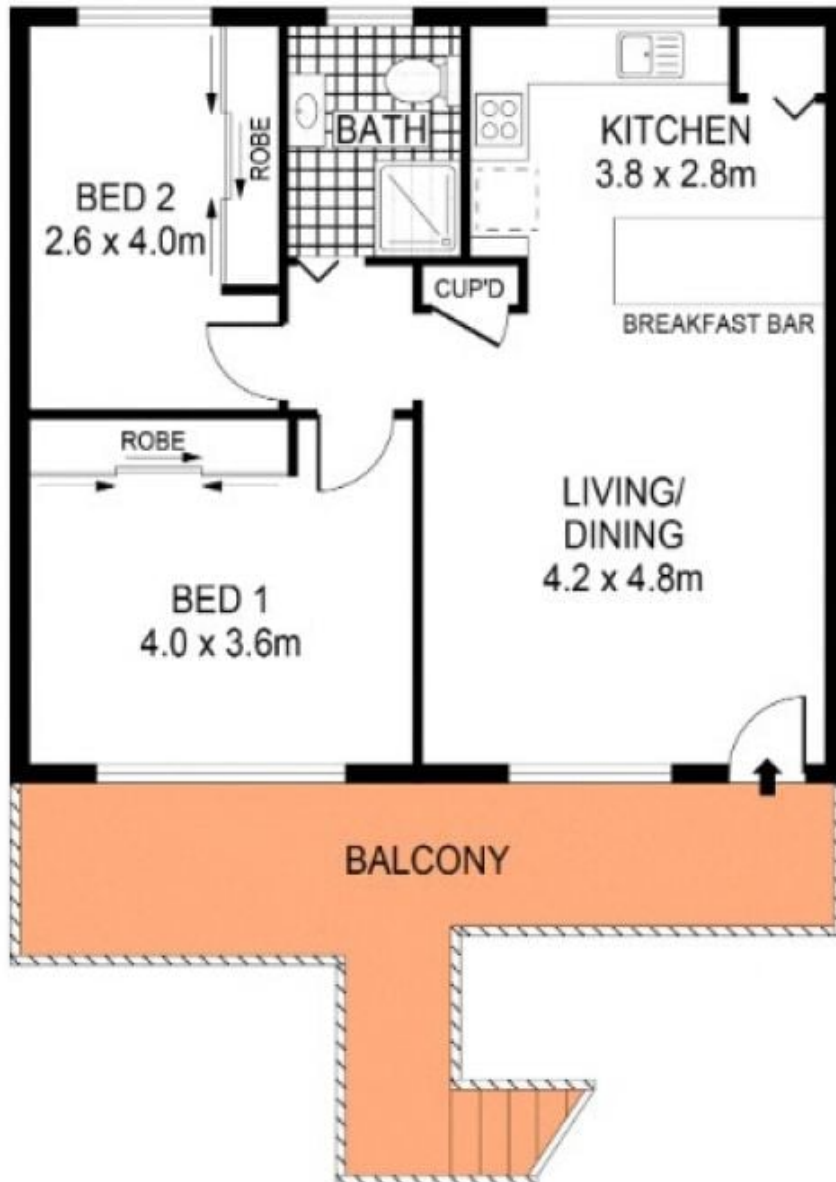 BED 2
2.6 x 4.0m
ROBE
BATH
KITCHEN
3.8 x 2.8m
CUP'D
BREAKFAST BAR
ROBE
BED 1
4.0 x 3.6m
LIVING/
DINING
4.2 x 4.8m
BALCONY